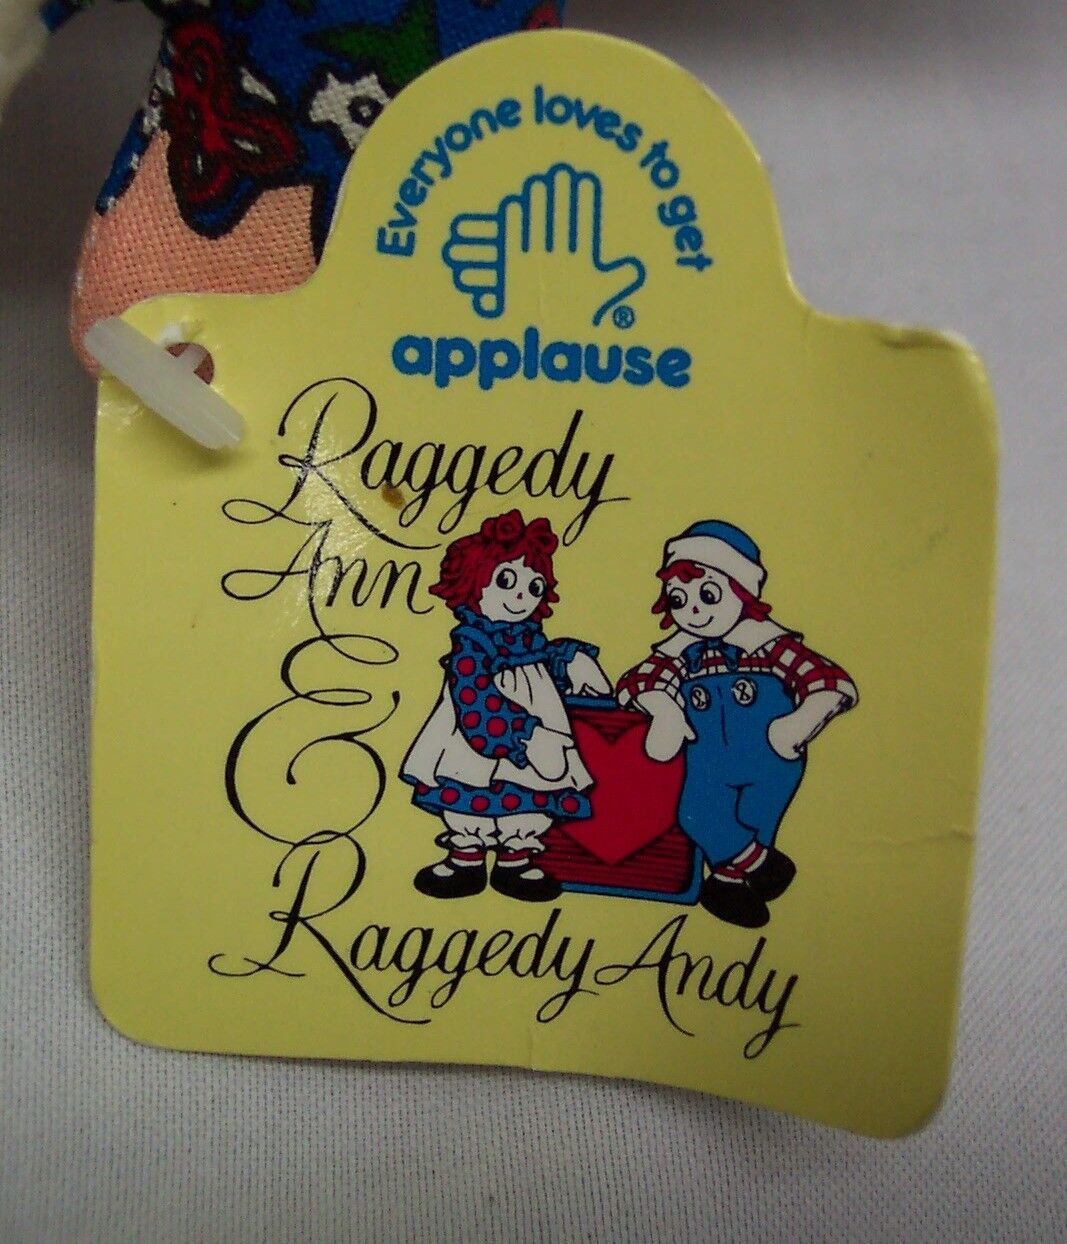 Everyone loves to get
®
applause
Raggedy
Ann
&
Raggedy Andy